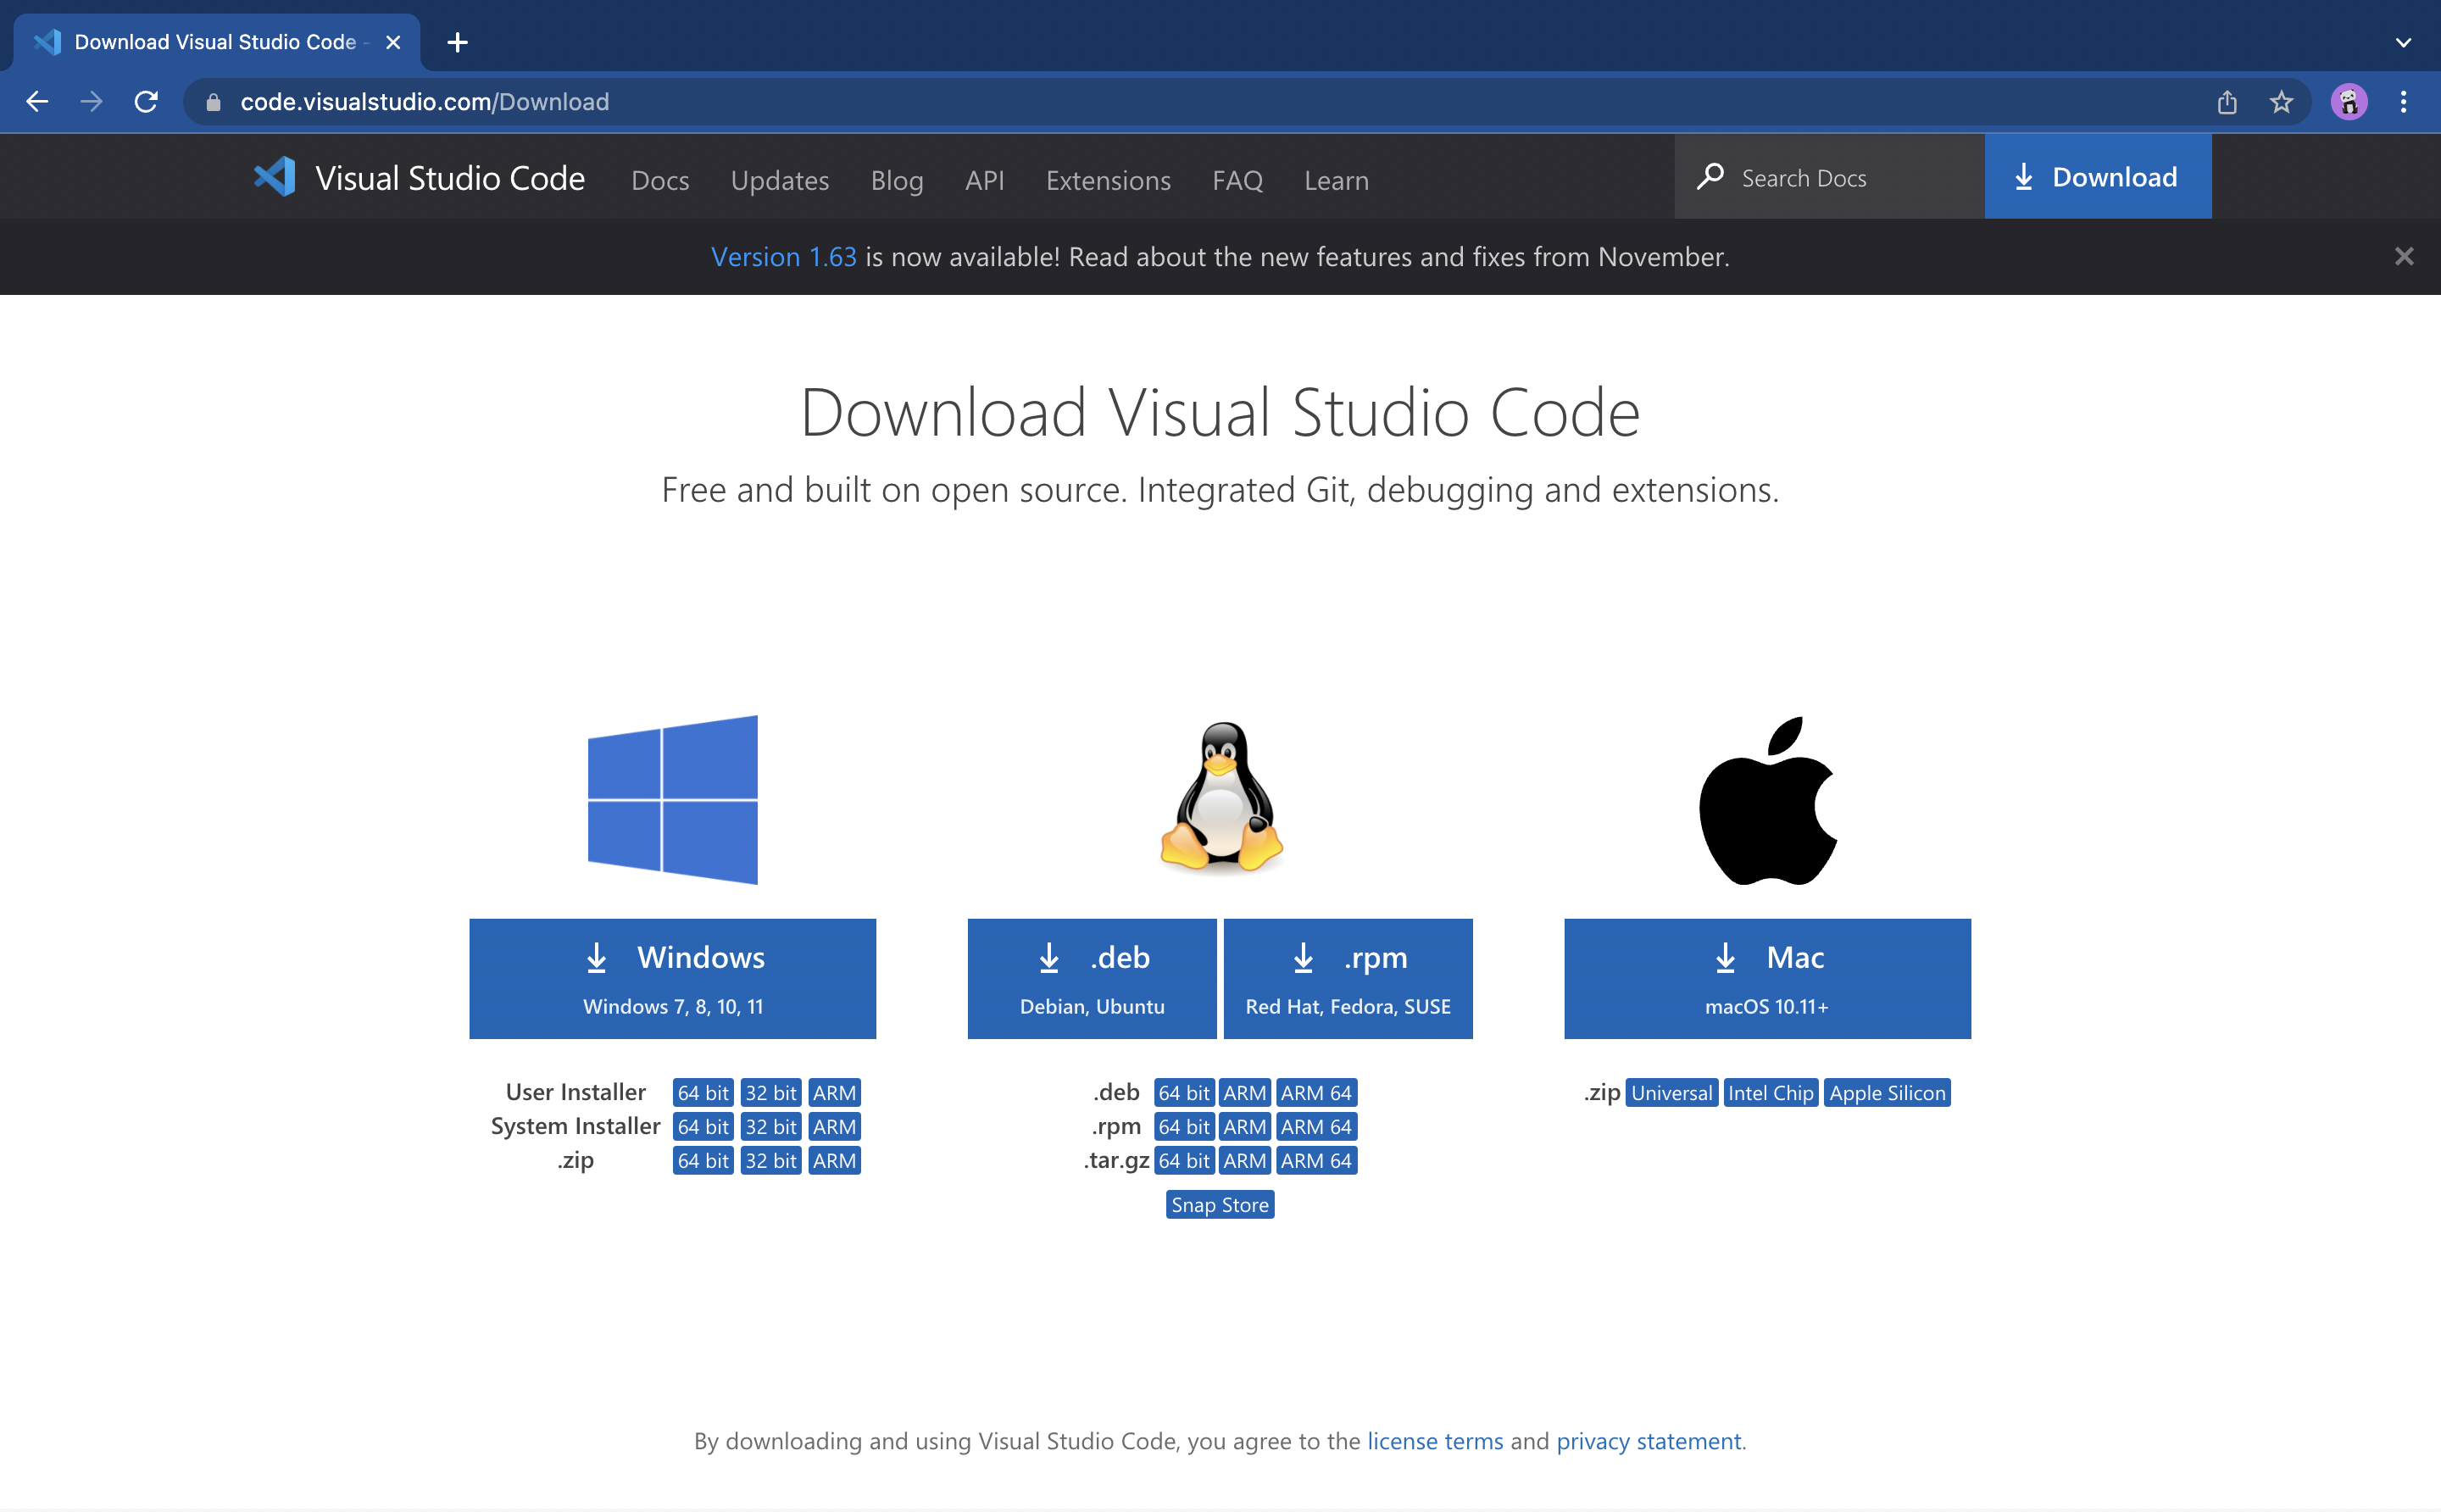 Download Visual Studio Code -
code.visualstudio.com/Download
Visual Studio Code Docs Updates Blog API Extensions FAQ Learn Search Docs Download
Version 1.63 is now available! Read about the new features and fixes from November.
Download Visual Studio Code
Free and built on open source. Integrated Git, debugging and extensions.
Windows
Windows 7, 8, 10, 11
User Installer 64 bit 32 bit ARM
System Installer 64 bit 32 bit ARM
.zip 64 bit 32 bit ARM
.deb
Debian, Ubuntu
.rpm
Red Hat, Fedora, SUSE
.deb 64 bit ARM ARM 64
.rpm 64 bit ARM ARM 64
.tar.gz 64 bit ARM ARM 64
Snap Store
Mac
macOS 10.11+
.zip Universal Intel Chip Apple Silicon
By downloading and using Visual Studio Code, you agree to the license terms and privacy statement.